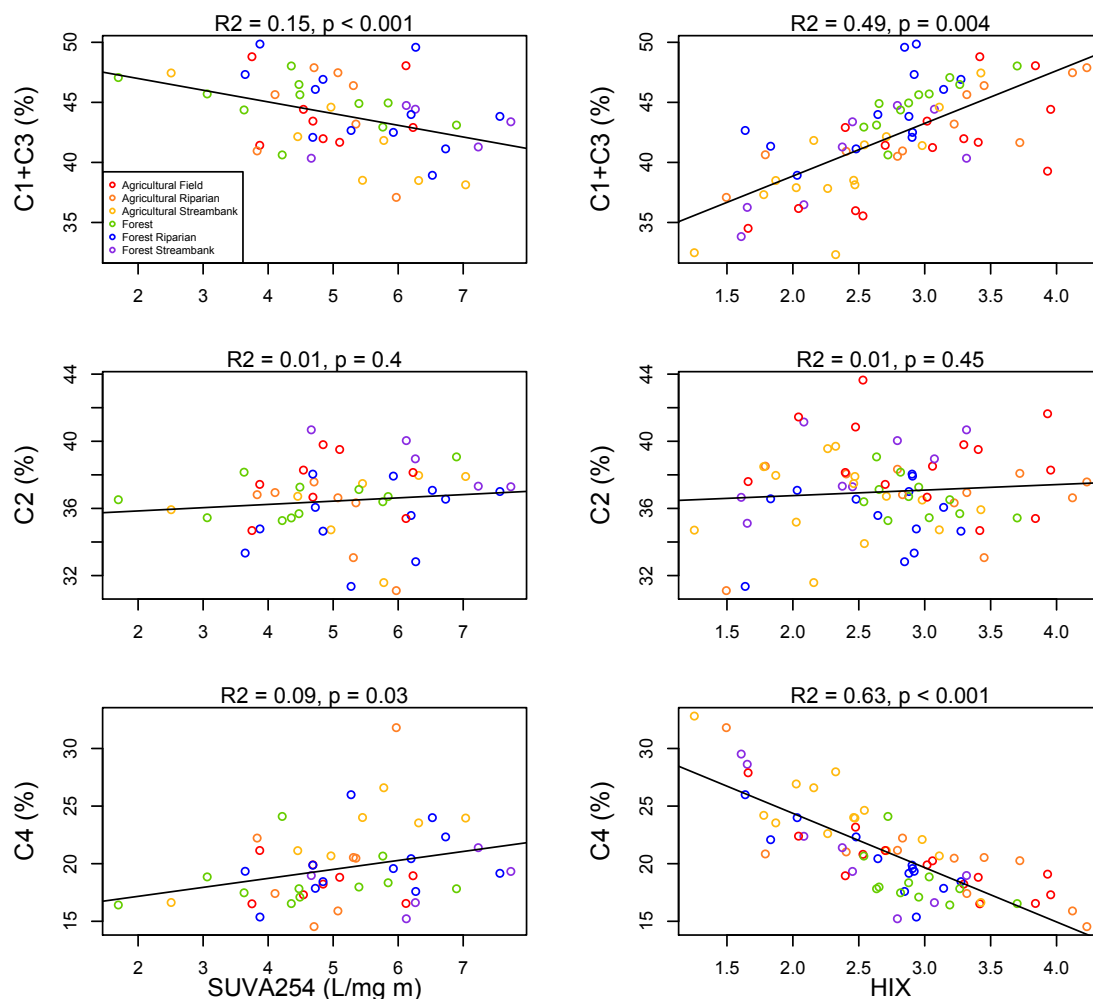 R2 = 0.15, p < 0.001
C1+C3 (%)
50
45
40
35
Agricultural Field
Agricultural Riparian
Agricultural Streambank
Forest
Forest Riparian
Forest Streambank
2 3 4 5 6 7
R2 = 0.49, p = 0.004
C1+C3 (%)
50
45
40
35
1.5 2.0 2.5 3.0 3.5 4.0
R2 = 0.01, p = 0.4
C2 (%)
44
40
36
32
2 3 4 5 6 7
R2 = 0.01, p = 0.45
C2 (%)
44
40
36
32
1.5 2.0 2.5 3.0 3.5 4.0
R2 = 0.09, p = 0.03
C4 (%)
30
25
20
15
2 3 4 5 6 7
SUVA254 (L/mg m)
R2 = 0.63, p < 0.001
C4 (%)
30
25
20
15
1.5 2.0 2.5 3.0 3.5 4.0
HIX